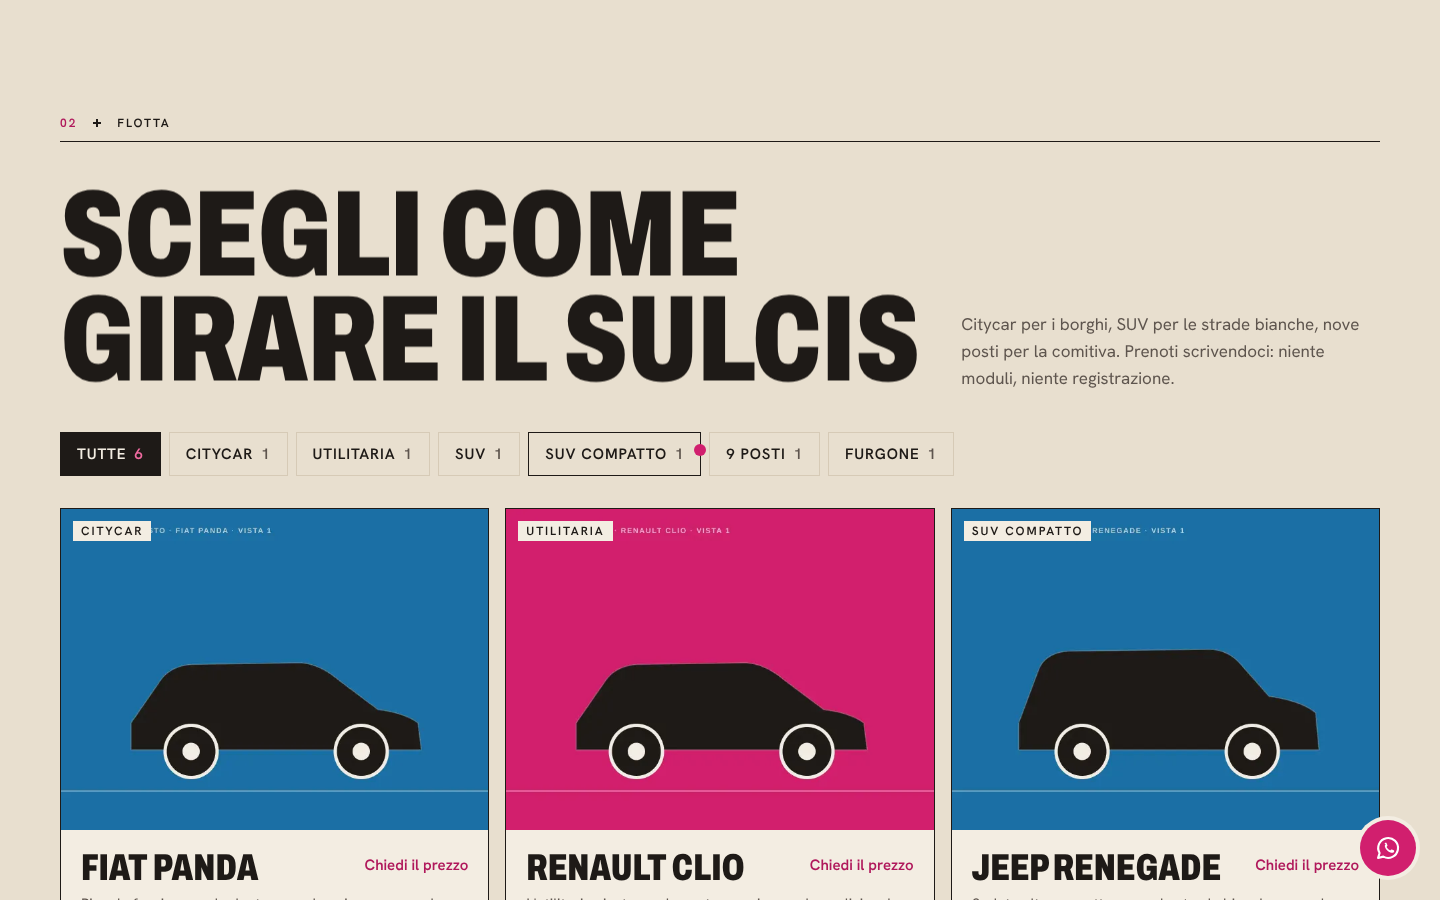 02 + FLOTTA
SCEGLI COME
GIRARE IL SULCIS
Citycar per i borghi, SUV per le strade bianche, nove
posti per la comitiva. Prenoti scrivendoci: niente
moduli, niente registrazione.
TUTTE 6
CITYCAR 1
UTILITARIA 1
SUV 1
SUV COMPATTO 1
9 POSTI 1
FURGONE 1
CITYCAR
· FIAT PANDA · VISTA 1
UTILITARIA
· RENAULT CLIO · VISTA 1
SUV COMPATTO
RENEGADE · VISTA 1
FIAT PANDA
Chiedi il prezzo
RENAULT CLIO
Chiedi il prezzo
JEEP RENEGADE
Chiedi il prezzo